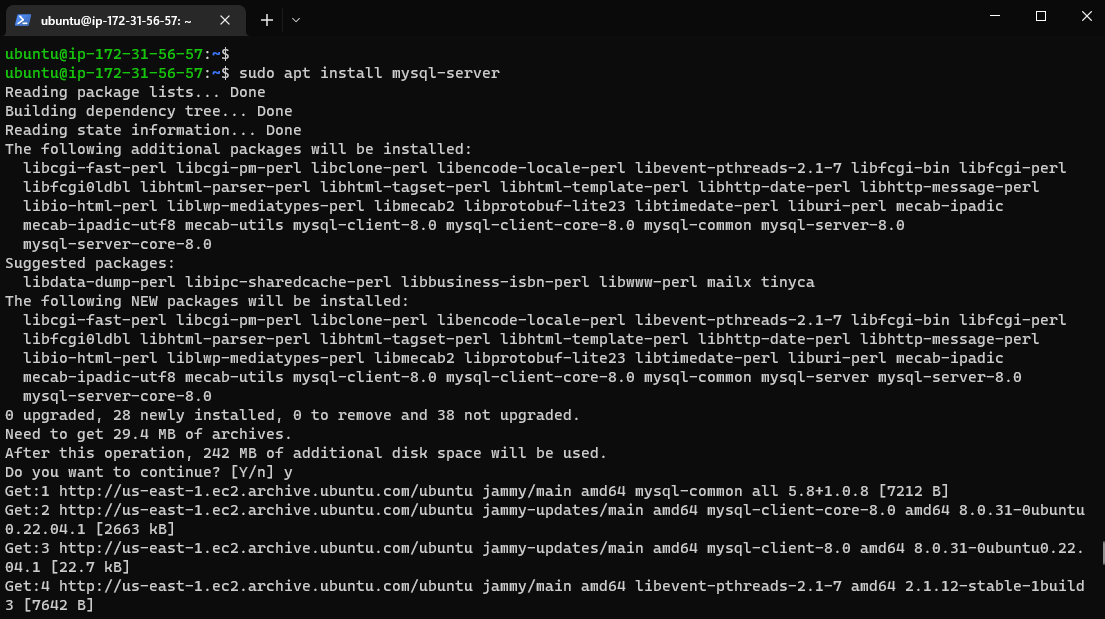 ubuntu@ip-172-31-56-57: ~
ubuntu@ip-172-31-56-57:~$
ubuntu@ip-172-31-56-57:~$ sudo apt install mysql-server
Reading package lists... Done
Building dependency tree... Done
Reading state information... Done
The following additional packages will be installed:
  libcgi-fast-perl libcgi-pm-perl libclone-perl libencode-locale-perl libevent-pthreads-2.1-7 libfcgi-bin libfcgi-perl
  libfcgi0ldbl libhtml-parser-perl libhtml-tagset-perl libhtml-template-perl libhttp-date-perl libhttp-message-perl
  libio-html-perl liblwp-mediatypes-perl libmecab2 libprotobuf-lite23 libtimedate-perl liburi-perl mecab-ipadic
  mecab-ipadic-utf8 mecab-utils mysql-client-8.0 mysql-client-core-8.0 mysql-common mysql-server-8.0
  mysql-server-core-8.0
Suggested packages:
  libdata-dump-perl libipc-sharedcache-perl libbusiness-isbn-perl libwww-perl mailx tinyca
The following NEW packages will be installed:
  libcgi-fast-perl libcgi-pm-perl libclone-perl libencode-locale-perl libevent-pthreads-2.1-7 libfcgi-bin libfcgi-perl
  libfcgi0ldbl libhtml-parser-perl libhtml-tagset-perl libhtml-template-perl libhttp-date-perl libhttp-message-perl
  libio-html-perl liblwp-mediatypes-perl libmecab2 libprotobuf-lite23 libtimedate-perl liburi-perl mecab-ipadic
  mecab-ipadic-utf8 mecab-utils mysql-client-8.0 mysql-client-core-8.0 mysql-common mysql-server mysql-server-8.0
  mysql-server-core-8.0
0 upgraded, 28 newly installed, 0 to remove and 38 not upgraded.
Need to get 29.4 MB of archives.
After this operation, 242 MB of additional disk space will be used.
Do you want to continue? [Y/n] y
Get:1 http://us-east-1.ec2.archive.ubuntu.com/ubuntu jammy/main amd64 mysql-common all 5.8+1.0.8 [7212 B]
Get:2 http://us-east-1.ec2.archive.ubuntu.com/ubuntu jammy-updates/main amd64 mysql-client-core-8.0 amd64 8.0.31-0ubuntu
0.22.04.1 [2663 kB]
Get:3 http://us-east-1.ec2.archive.ubuntu.com/ubuntu jammy-updates/main amd64 mysql-client-8.0 amd64 8.0.31-0ubuntu0.22.
04.1 [22.7 kB]
Get:4 http://us-east-1.ec2.archive.ubuntu.com/ubuntu jammy/main amd64 libevent-pthreads-2.1-7 amd64 2.1.12-stable-1build
3 [7642 B]